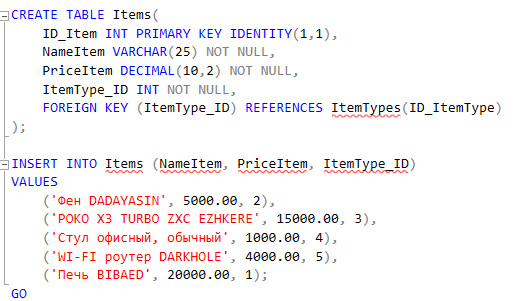 CREATE TABLE Items(
ID_Item INT PRIMARY KEY IDENTITY(1,1),
NameItem VARCHAR(25) NOT NULL,
PriceItem DECIMAL(10,2) NOT NULL,
ItemType_ID INT NOT NULL,
FOREIGN KEY (ItemType_ID) REFERENCES ItemTypes(ID_ItemType)
);
INSERT INTO Items (NameItem, PriceItem, ItemType_ID)
VALUES
('Фен DADAYASIN', 5000.00, 2),
('POKO X3 TURBO ZXC EZHKERE', 15000.00, 3),
('Стул офисный, обычный', 1000.00, 4),
('WI-FI роутер DARKHOLE', 4000.00, 5),
('Печь BIBAED', 20000.00, 1);
GO